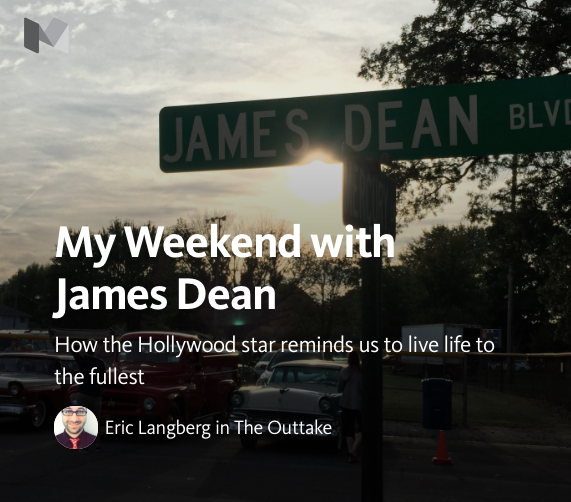 JAMES DEAN BLVD
My Weekend with
James Dean
How the Hollywood star reminds us to live life to
the fullest
Eric Langberg in The Outtake